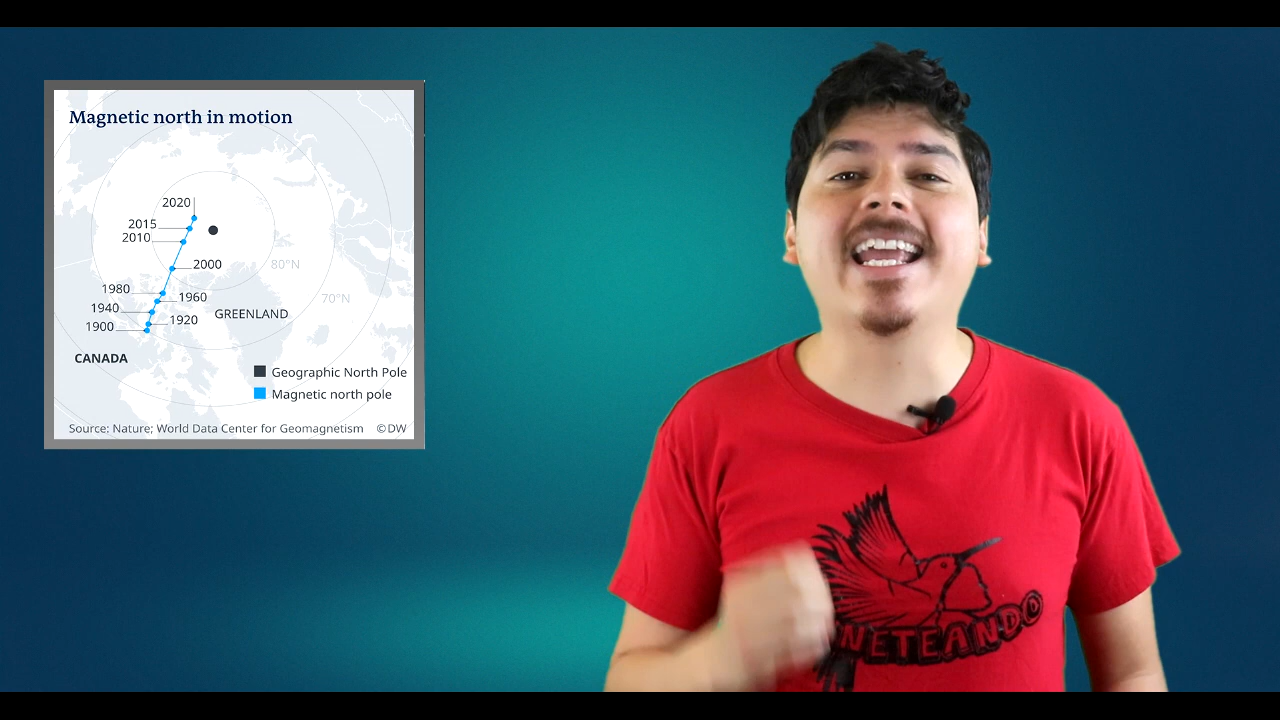 Magnetic north in motion
2020
2015
2010
2000
80°N
1980
1960
70°N
1940
GREENLAND
1920
1900
CANADA
Geographic North Pole
Magnetic north pole
Source: Nature; World Data Center for Geomagnetism © DW
NETEANDO